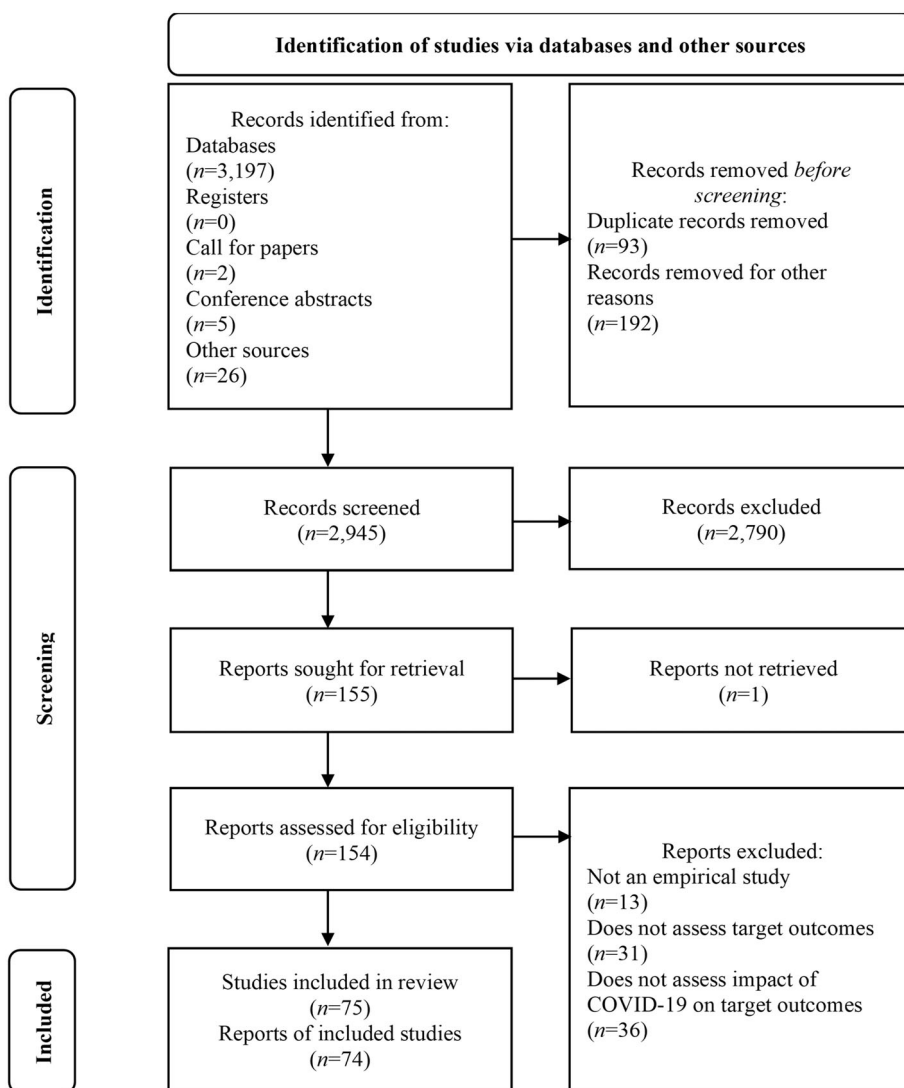 Identification of studies via databases and other sources
Identification
Records identified from:
Databases
(n=3,197)
Registers
(n=0)
Call for papers
(n=2)
Conference abstracts
(n=5)
Other sources
(n=26)
Records removed before
screening:
Duplicate records removed
(n=93)
Records removed for other
reasons
(n=192)
Screening
Records screened
(n=2,945)
Records excluded
(n=2,790)
Reports sought for retrieval
(n=155)
Reports not retrieved
(n=1)
Reports assessed for eligibility
(n=154)
Reports excluded:
Not an empirical study
(n=13)
Does not assess target outcomes
(n=31)
Does not assess impact of
COVID-19 on target outcomes
(n=36)
Included
Studies included in review
(n=75)
Reports of included studies
(n=74)